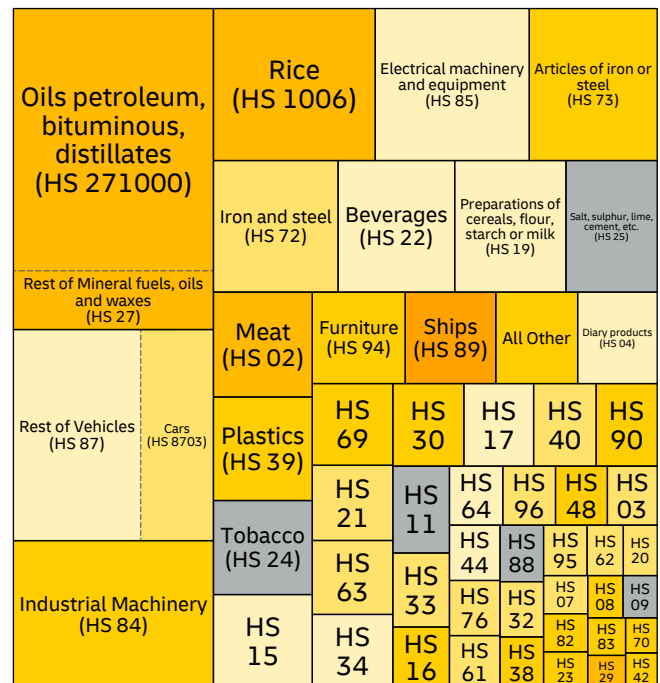 Oils petroleum,
bituminous,
distillates
(HS 271000)
Rest of Mineral fuels, oils
and waxes
(HS 27)
Rest of Vehicles
(HS 87)
Cars
(HS 8703)
Industrial Machinery
(HS 84)
Rice
(HS 1006)
Electrical machinery
and equipment
(HS 85)
Articles of iron or
steel
(HS 73)
Iron and steel
(HS 72)
Beverages
(HS 22)
Preparations of
cereals, flour,
starch or milk
(HS 19)
Salt, sulphur, lime,
cement, etc.
(HS 25)
Meat
(HS 02)
Furniture
(HS 94)
Ships
(HS 89)
All Other
Diary products
(HS 04)
Plastics
(HS 39)
Tobacco
(HS 24)
HS
15
HS
69
HS
30
HS
17
HS
40
HS
90
HS
21
HS
63
HS
34
HS
11
HS
33
HS
16
HS
64
HS
96
HS
48
HS
03
HS
44
HS
88
HS
95
HS
62
HS
20
HS
76
HS
32
HS
07
HS
08
HS
09
HS
61
HS
38
HS
82
HS
83
HS
70
HS
23
HS
29
HS
42